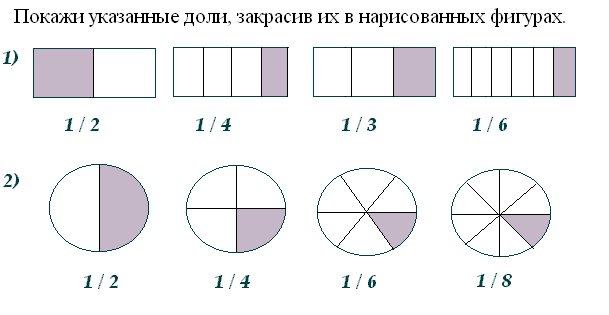 Покажи указанные доли, закрасив их в нарисованных фигурах.
1)
1 / 2 1 / 4 1 / 3 1 / 6
2)
1 / 2 1 / 4 1 / 6 1 / 8